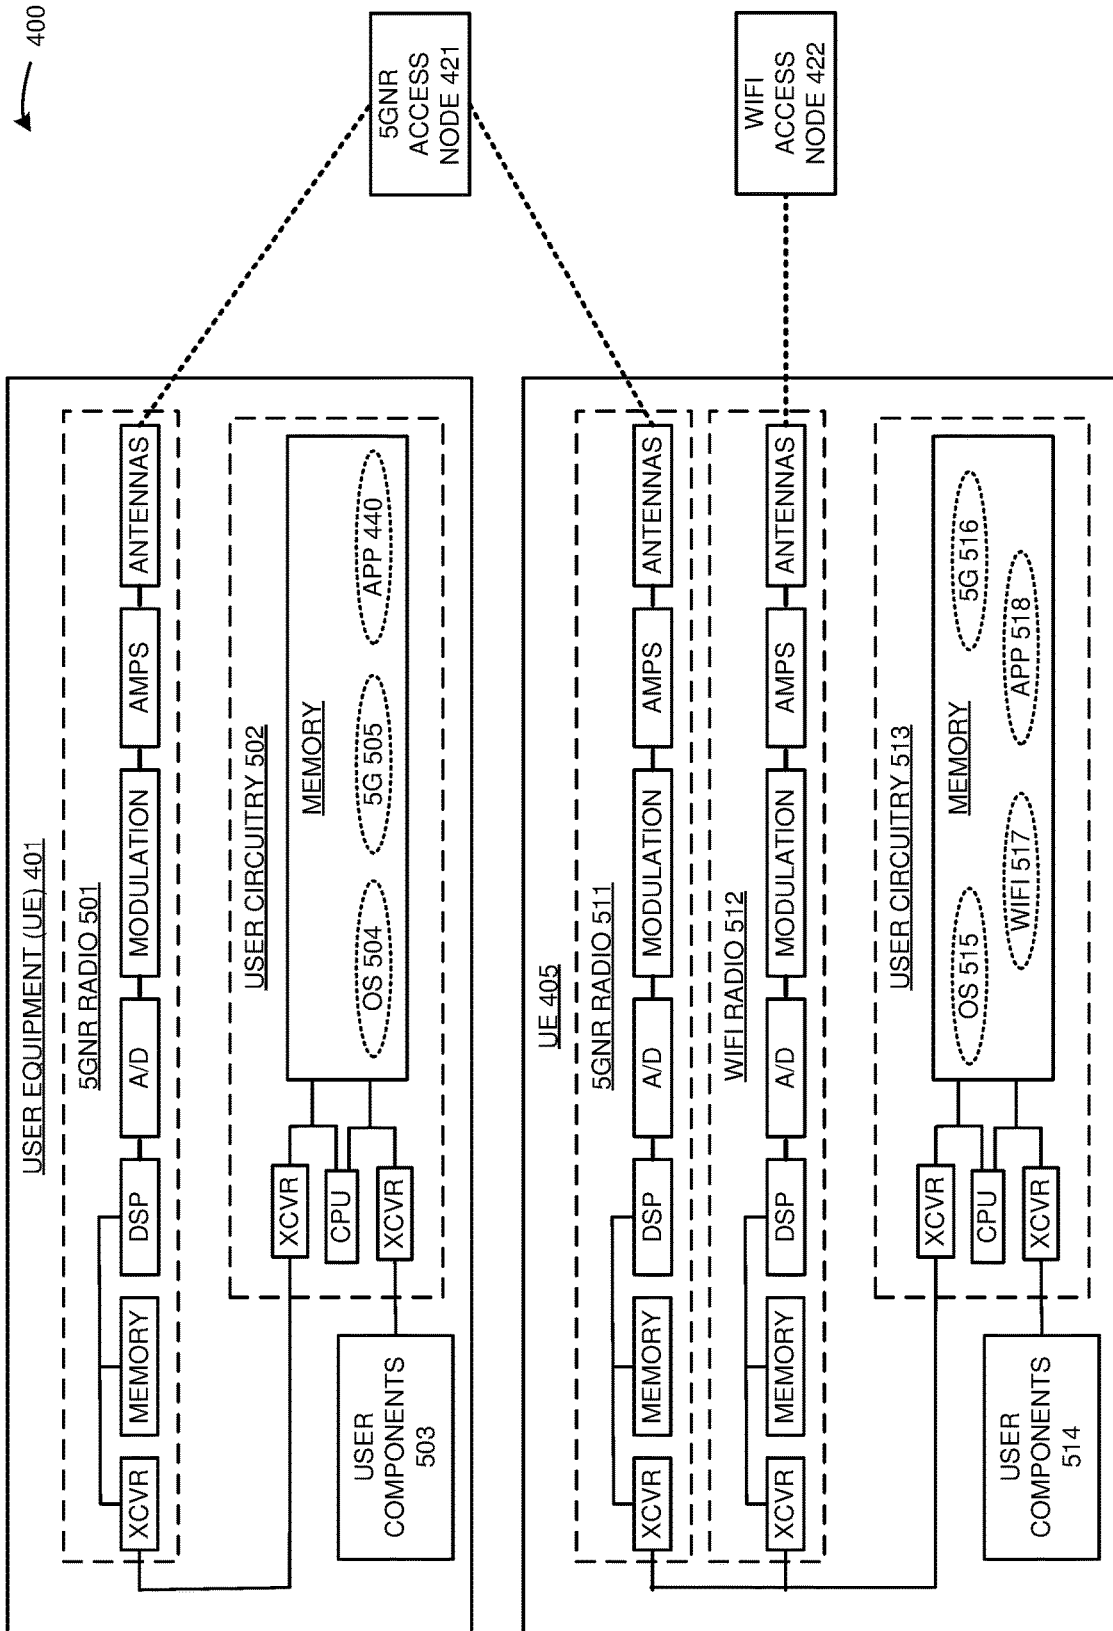 400
USER EQUIPMENT (UE) 401
5GNR RADIO 501
XCVR
MEMORY
DSP
A/D
MODULATION
AMPS
ANTENNAS
USER CIRCUITRY 502
XCVR
CPU
XCVR
MEMORY
OS 504
5G 505
APP 440
USER
COMPONENTS
503
5GNR
ACCESS
NODE 421
UE 405
5GNR RADIO 511
XCVR
MEMORY
DSP
A/D
MODULATION
AMPS
ANTENNAS
WIFI RADIO 512
XCVR
MEMORY
DSP
A/D
MODULATION
AMPS
ANTENNAS
WIFI
ACCESS
NODE 422
USER CIRCUITRY 513
XCVR
CPU
XCVR
MEMORY
OS 515
5G 516
WIFI 517
APP 518
USER
COMPONENTS
514